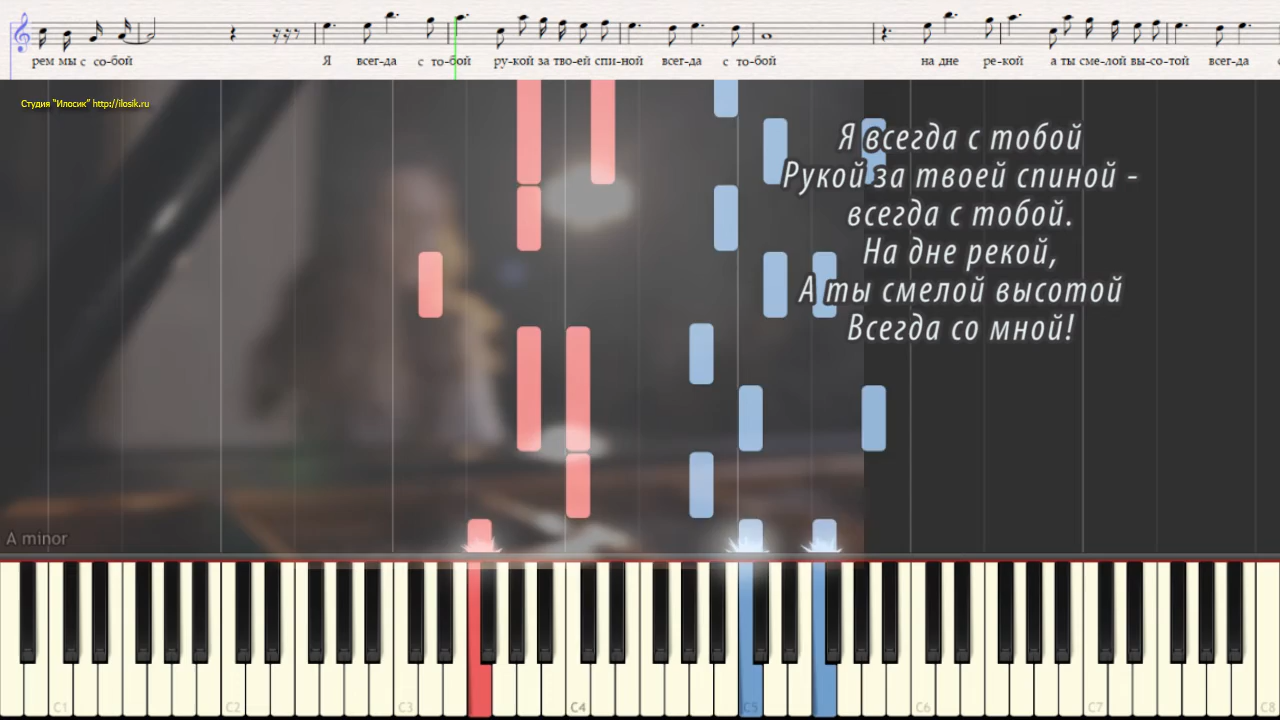 рем мы с со-бой Я всег-да с то-бой ру-кой за тво-ей спи-ной всег-да с то-бой на дне ре-кой а ты сме-лой вы-со-той всег-да
Студия "Илосик" http://ilosik.ru
Я всегда с тобой
Рукой за твоей спиной -
всегда с тобой.
На дне рекой,
А ты смелой высотой
Всегда со мной!
A minor
C1 C2 C3 C4 C5 C6 C7 C8